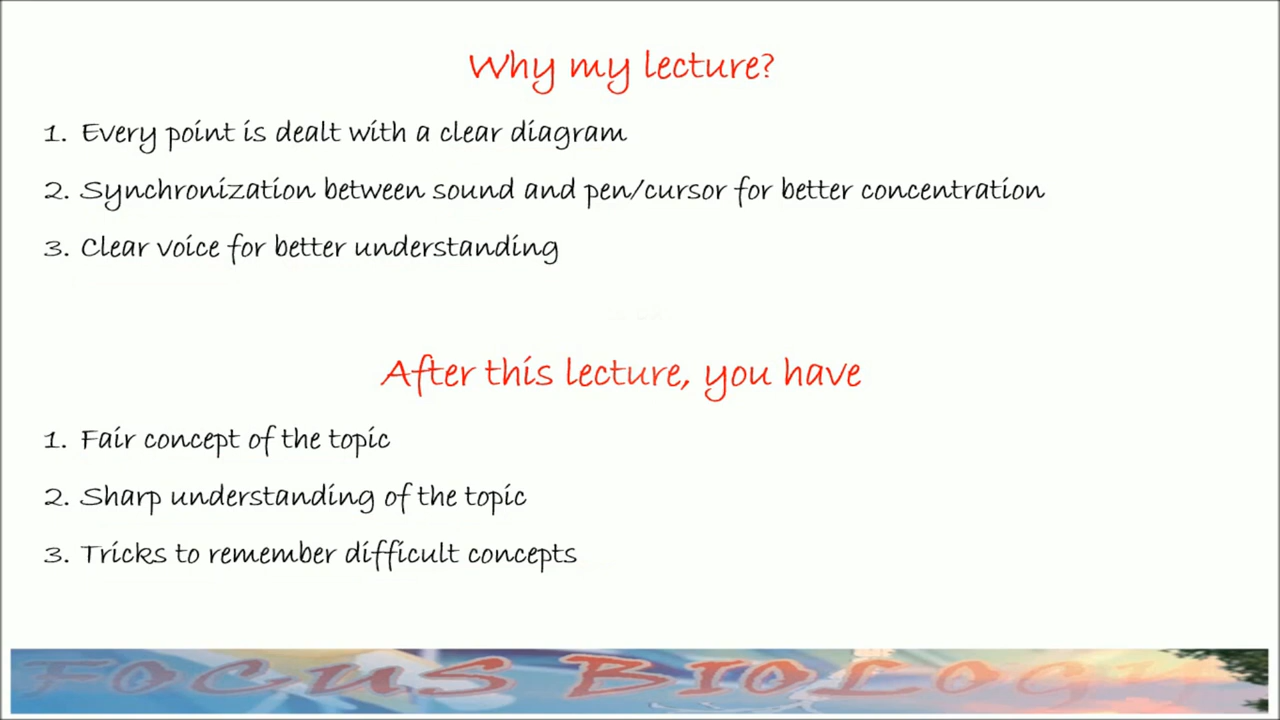 Why my lecture?
1. Every point is dealt with a clear diagram
2. Synchronization between sound and pen/cursor for better concentration
3. Clear voice for better understanding
After this lecture, you have
1. Fair concept of the topic
2. Sharp understanding of the topic
3. Tricks to remember difficult concepts
FOCUS BIOLOGY